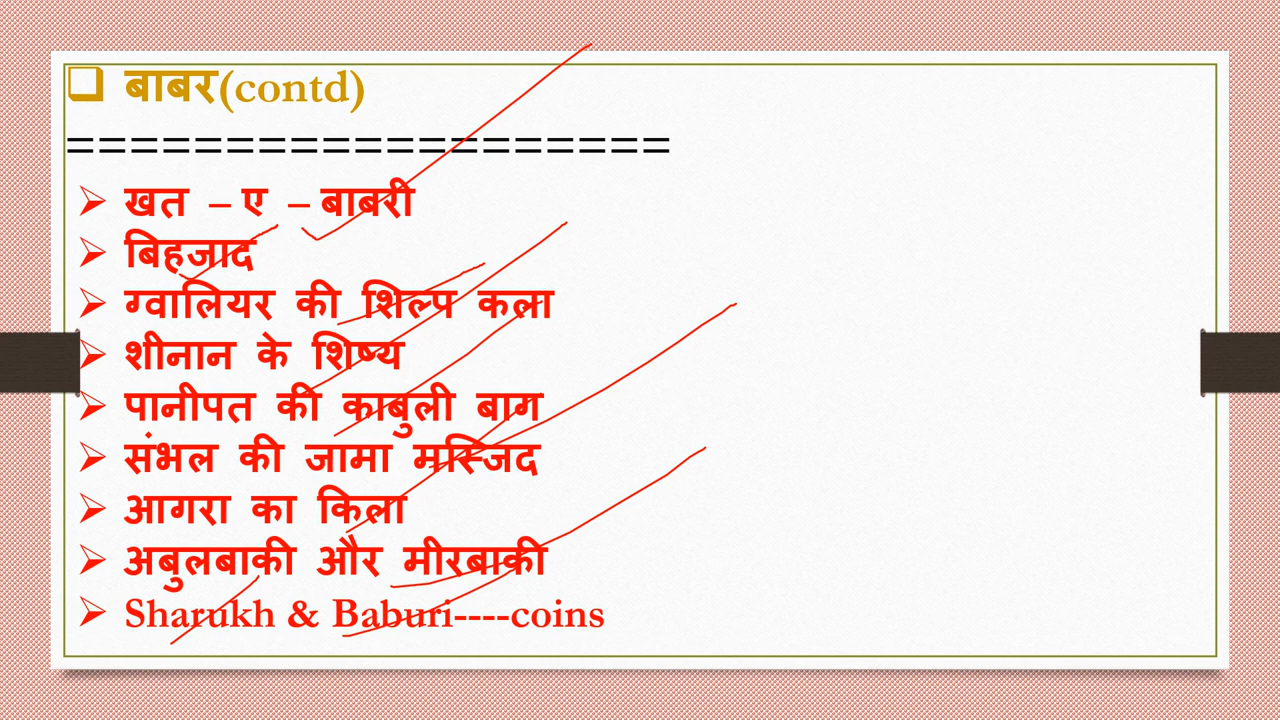 ❑ बाबर(contd)
===================
➢ खत – ए – बाबरी
➢ बिहजाद
➢ ग्वालियर की शिल्प कला
➢ शीनान के शिष्य
➢ पानीपत की काबुली बाग
➢ संभल की जामा मस्जिद
➢ आगरा का किला
➢ अबुलबाकी और मीरबाकी
➢ Sharukh & Baburi----coins